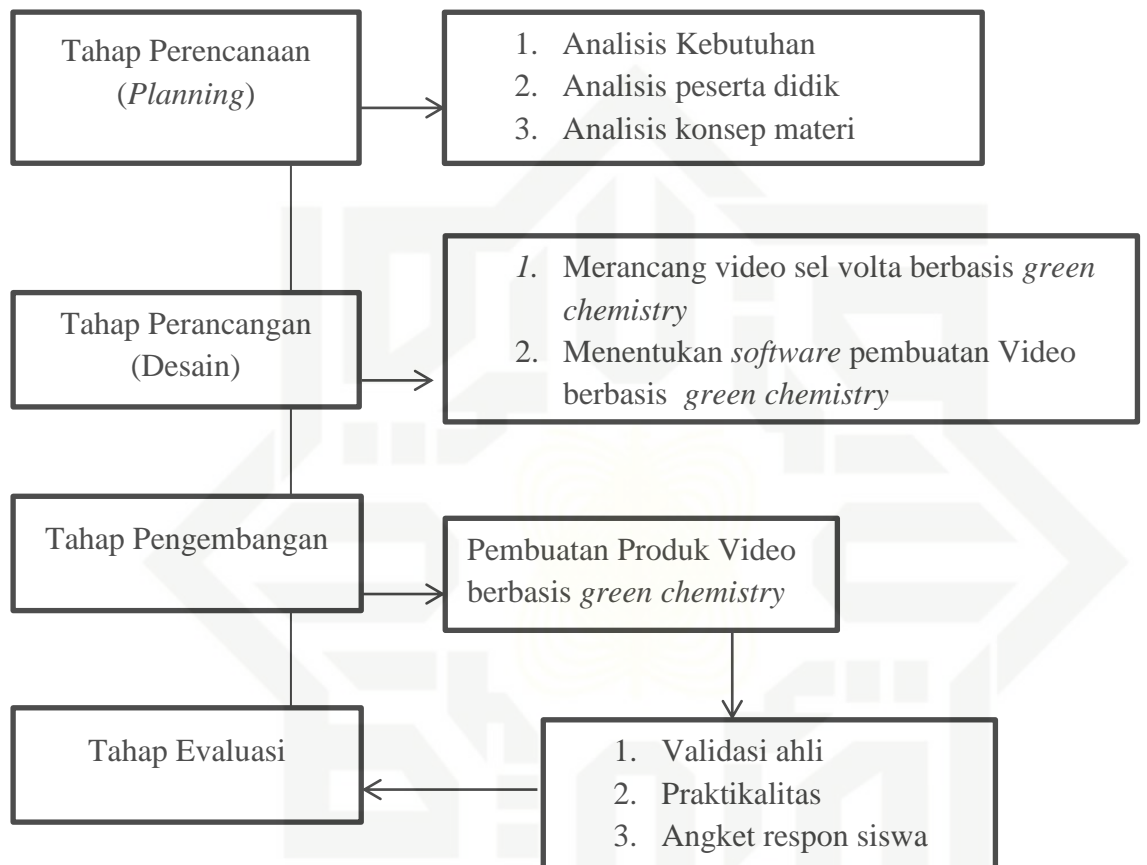 Tahap Perencanaan
(Planning)
1. Analisis Kebutuhan
2. Analisis peserta didik
3. Analisis konsep materi
Tahap Perancangan
(Desain)
1. Merancang video sel volta berbasis green
chemistry
2. Menentukan software pembuatan Video
berbasis green chemistry
Tahap Pengembangan
Pembuatan Produk Video
berbasis green chemistry
Tahap Evaluasi
1. Validasi ahli
2. Praktikalitas
3. Angket respon siswa